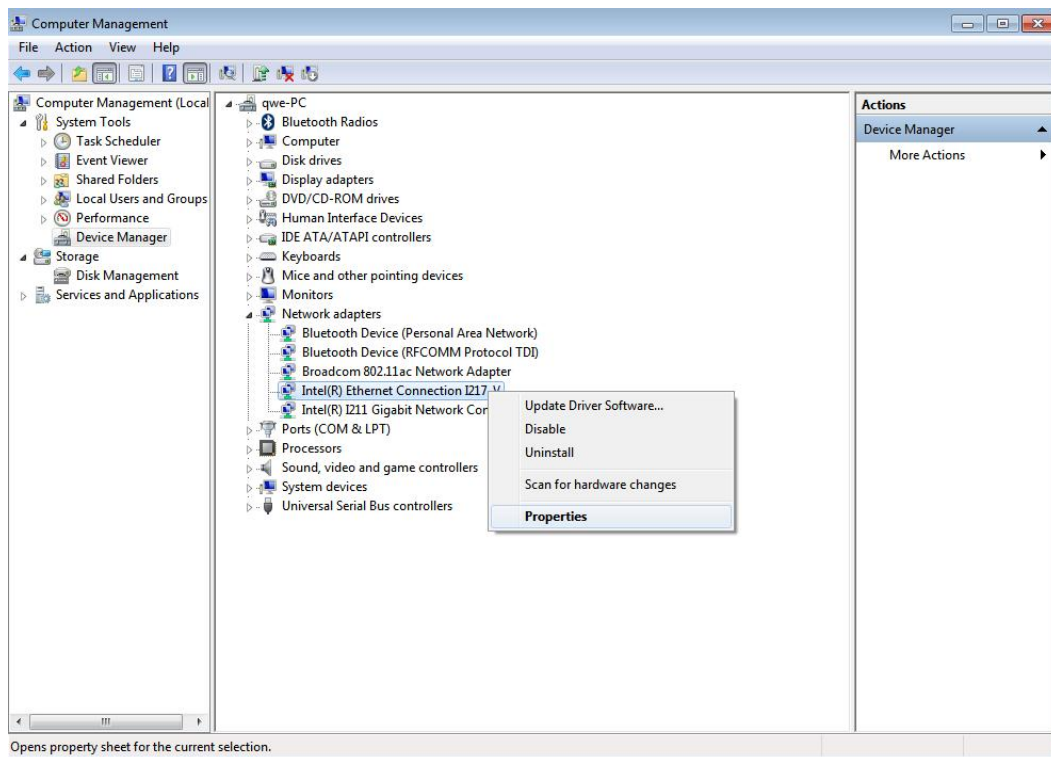 Computer Management
File Action View Help
Computer Management (Local
System Tools
Task Scheduler
Event Viewer
Shared Folders
Local Users and Groups
Performance
Device Manager
Storage
Disk Management
Services and Applications
qwe-PC
Bluetooth Radios
Computer
Disk drives
Display adapters
DVD/CD-ROM drives
Human Interface Devices
IDE ATA/ATAPI controllers
Keyboards
Mice and other pointing devices
Monitors
Network adapters
Bluetooth Device (Personal Area Network)
Bluetooth Device (RFCOMM Protocol TDI)
Broadcom 802.11ac Network Adapter
Intel(R) Ethernet Connection I217-V
Intel(R) I211 Gigabit Network Con
Ports (COM & LPT)
Processors
Sound, video and game controllers
System devices
Universal Serial Bus controllers
Update Driver Software...
Disable
Uninstall
Scan for hardware changes
Properties
Actions
Device Manager
More Actions
Opens property sheet for the current selection.